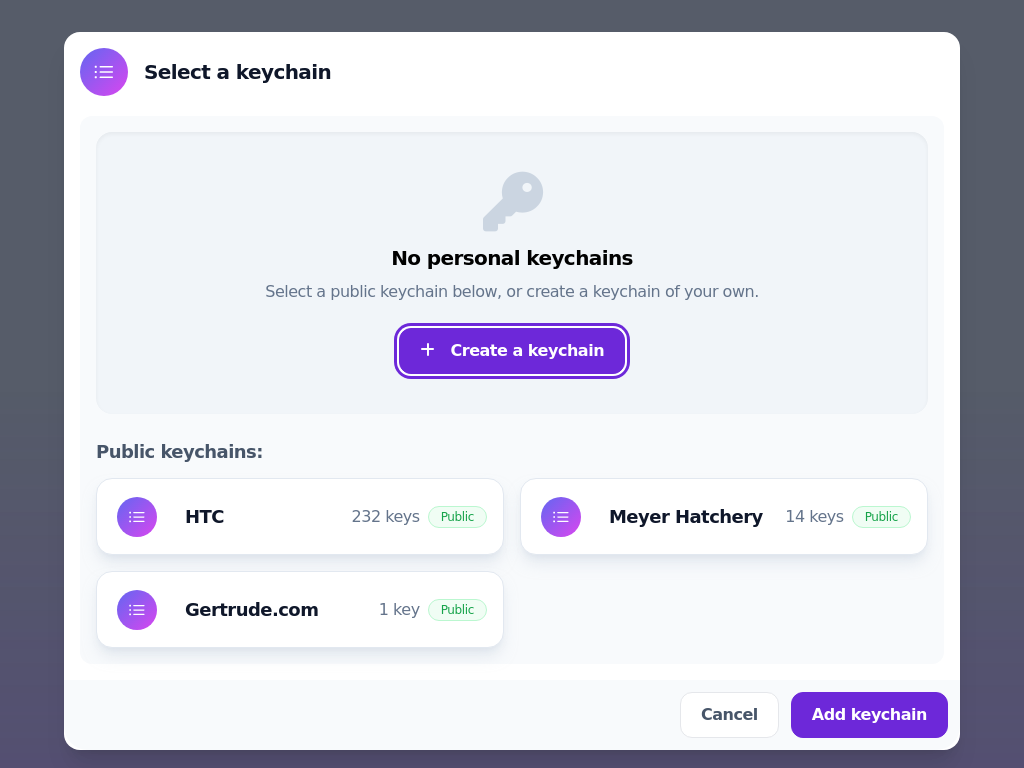 Select a keychain
No personal keychains
Select a public keychain below, or create a keychain of your own.
Create a keychain
Public keychains:
HTC 232 keys Public
Meyer Hatchery 14 keys Public
Gertrude.com 1 key Public
Cancel Add keychain